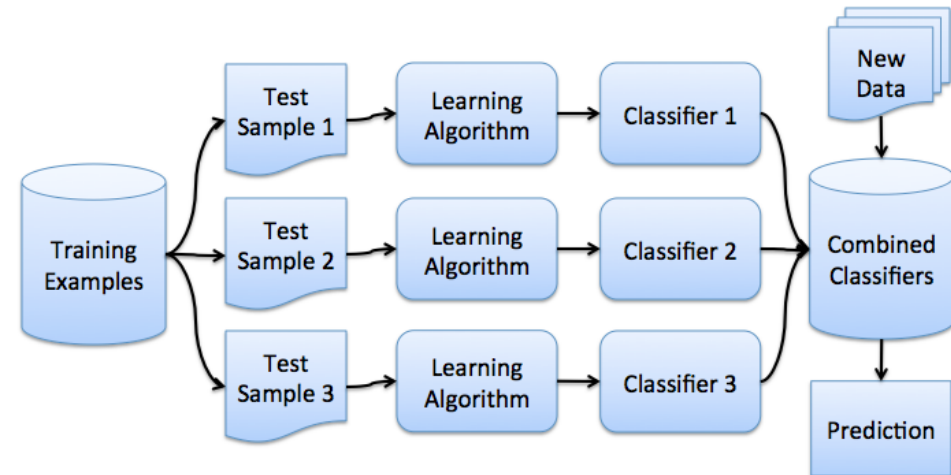 Training
Examples
Test
Sample 1
Learning
Algorithm
Classifier 1
Test
Sample 2
Learning
Algorithm
Classifier 2
Test
Sample 3
Learning
Algorithm
Classifier 3
New
Data
Combined
Classifiers
Prediction